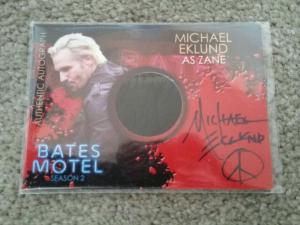 MICHAEL
EKLUND
AS ZANE
AUTHENTIC AUTOGRAPH
BATES
MOTEL
SEASON 2
MICHAEL
EKLUND